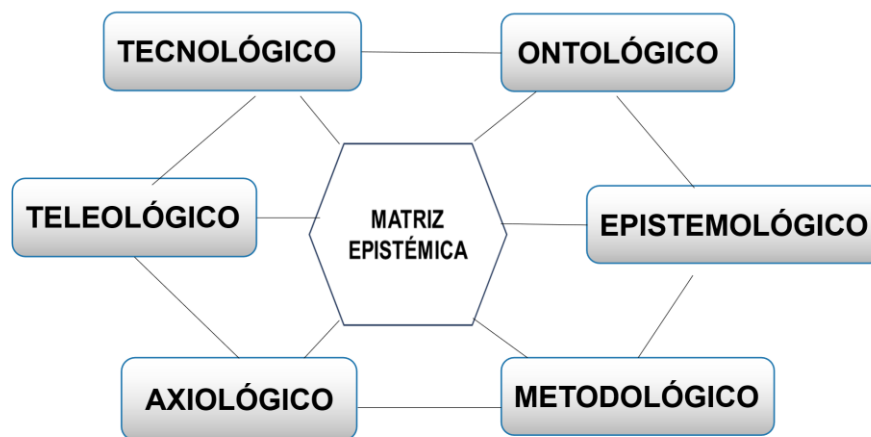 TECNOLÓGICO
ONTOLÓGICO
TELEOLÓGICO
MATRIZ
EPISTÉMICA
EPISTEMOLÓGICO
AXIOLÓGICO
METODOLÓGICO